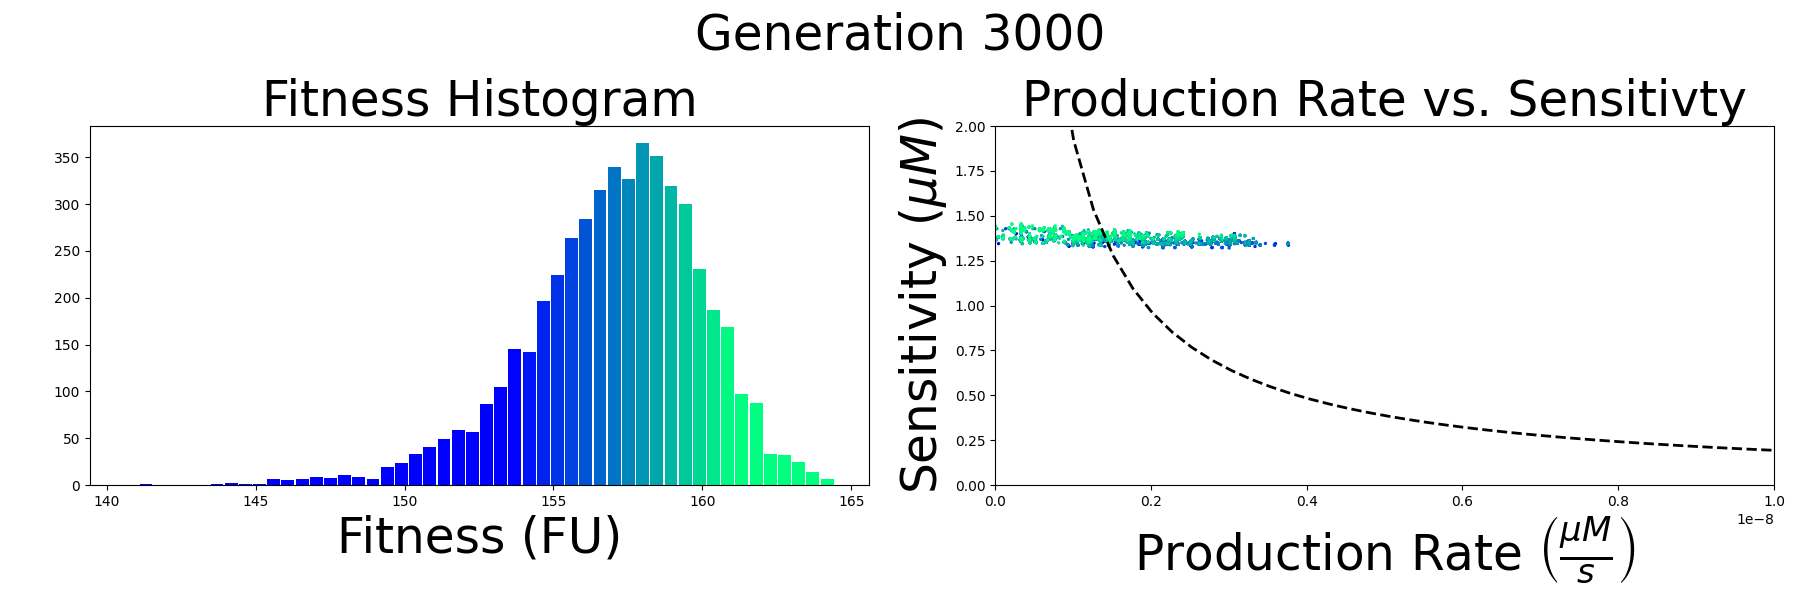 Generation 3000
Fitness Histogram
350
300
250
200
150
100
50
0
140 145 150 155 160 165
Fitness (FU)
Production Rate vs. Sensitivty
Sensitivity (μM)
2.00
1.75
1.50
1.25
1.00
0.75
0.50
0.25
0.00
0.0 0.2 0.4 0.6 0.8 1.0
1e−8
Production Rate (μM/s)